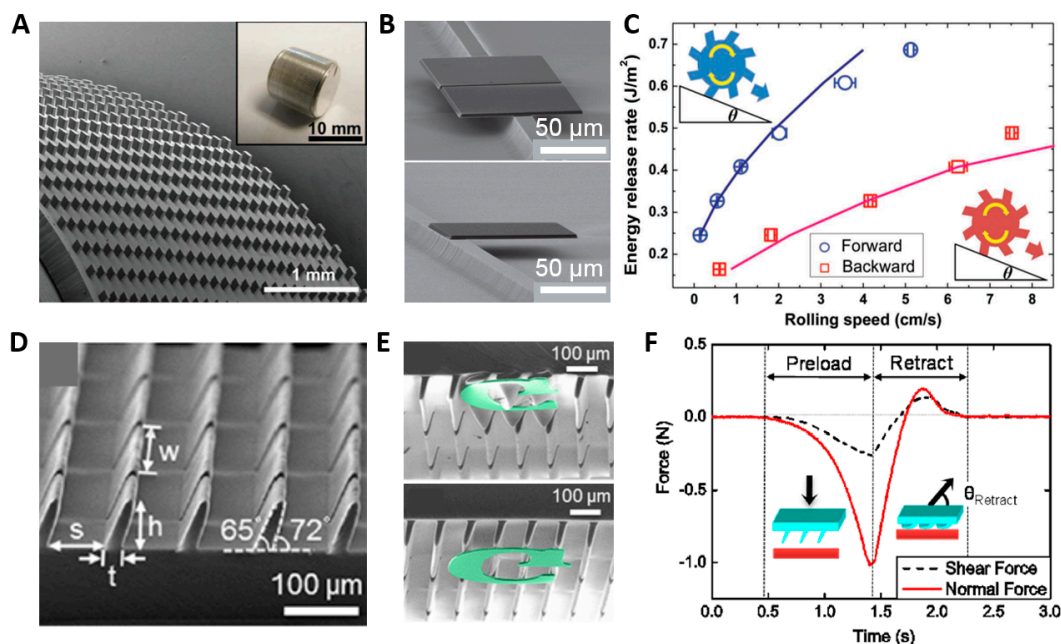 A
10 mm
1 mm
B
50 µm
50 µm
C
Energy release rate (J/m²)
0.7
0.6
0.5
0.4
0.3
0.2
θ
θ
Forward
Backward
0 1 2 3 4 5 6 7 8
Rolling speed (cm/s)
D
w
s
h
65° 72°
t
100 µm
E
100 µm
100 µm
F
Preload
Retract
Force (N)
0.0
-0.5
-1.0
θRetract
Shear Force
Normal Force
0.0 0.5 1.0 1.5 2.0 2.5 3.0
Time (s)